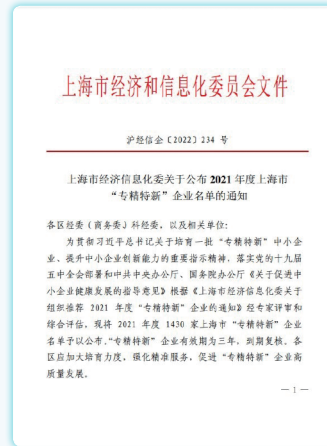 上海市经济和信息化委员会文件
沪经信企〔2022〕234 号
上海市经济信息化委关于公布 2021 年度上海市
“专精特新”企业名单的通知
各区经委（商务委）科经委，以及相关单位：
为贯彻习近平总书记关于培育一批“专精特新”中小企
业、提升中小企业创新能力的重要指示精神，落实党的十九届
五中全会部署和中共中央办公厅、国务院办公厅《关于促进中
小企业健康发展的指导意见》根据《上海市经济信息化委关于
组织推荐 2021 年度“专精特新”企业的通知》经专家评审和
综合评估，现将 2021 年度 1430 家上海市“专精特新”企业
名单予以公布。“专精特新”企业有效期为三年，到期复核。各
区应加大培育力度，强化精准服务，促进“专精特新”企业高
质量发展。
— 1 —